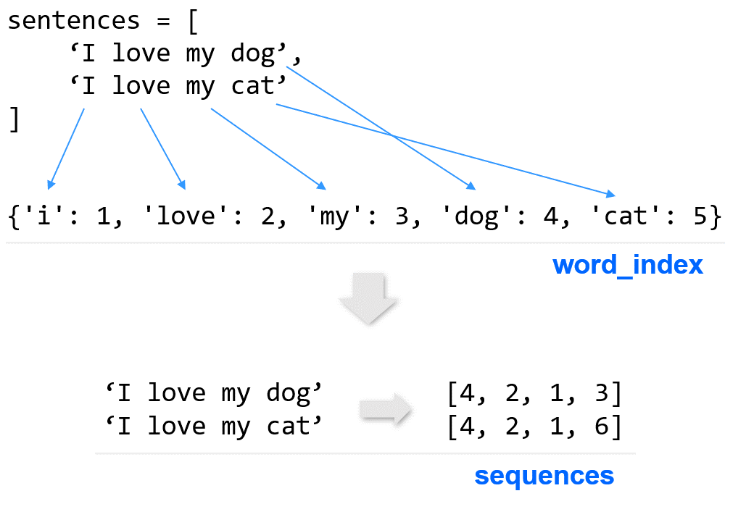 sentences = [
‘I love my dog’,
‘I love my cat’
]
{'i': 1, 'love': 2, 'my': 3, 'dog': 4, 'cat': 5}
word_index
‘I love my dog’ [4, 2, 1, 3]
‘I love my cat’ [4, 2, 1, 6]
sequences